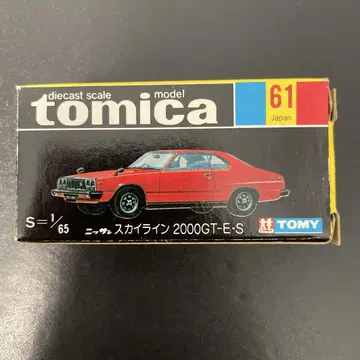 diecast scale model
tomica
61
Japan
S=1/65
ニッサン スカイライン 2000GT-E・S
TOMY